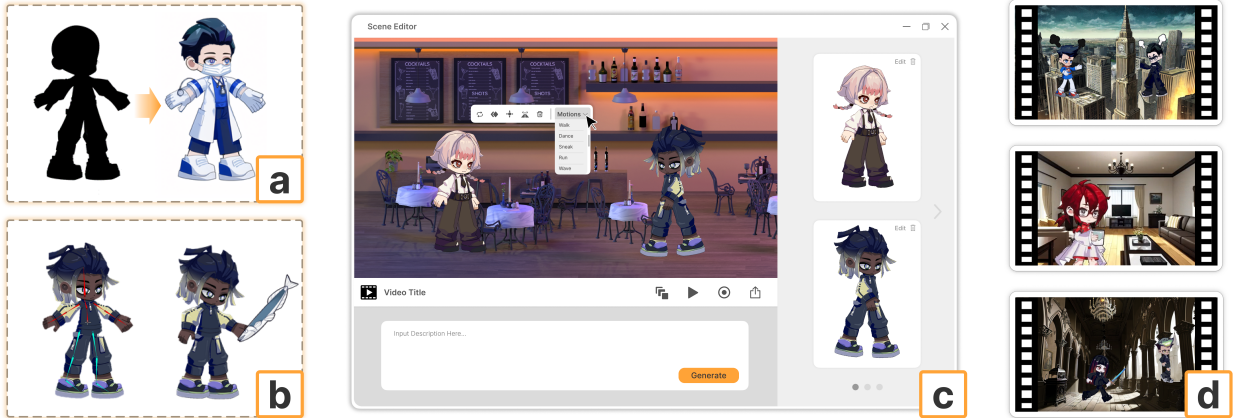 a
b
Scene Editor
COCKTAILS
COCKTAILS
COCKTAILS
SHOTS
SHOTS
Motions
Walk
Dance
Sneak
Run
Wave
Video Title
Input Description Here...
Generate
Edit
Edit
c
d